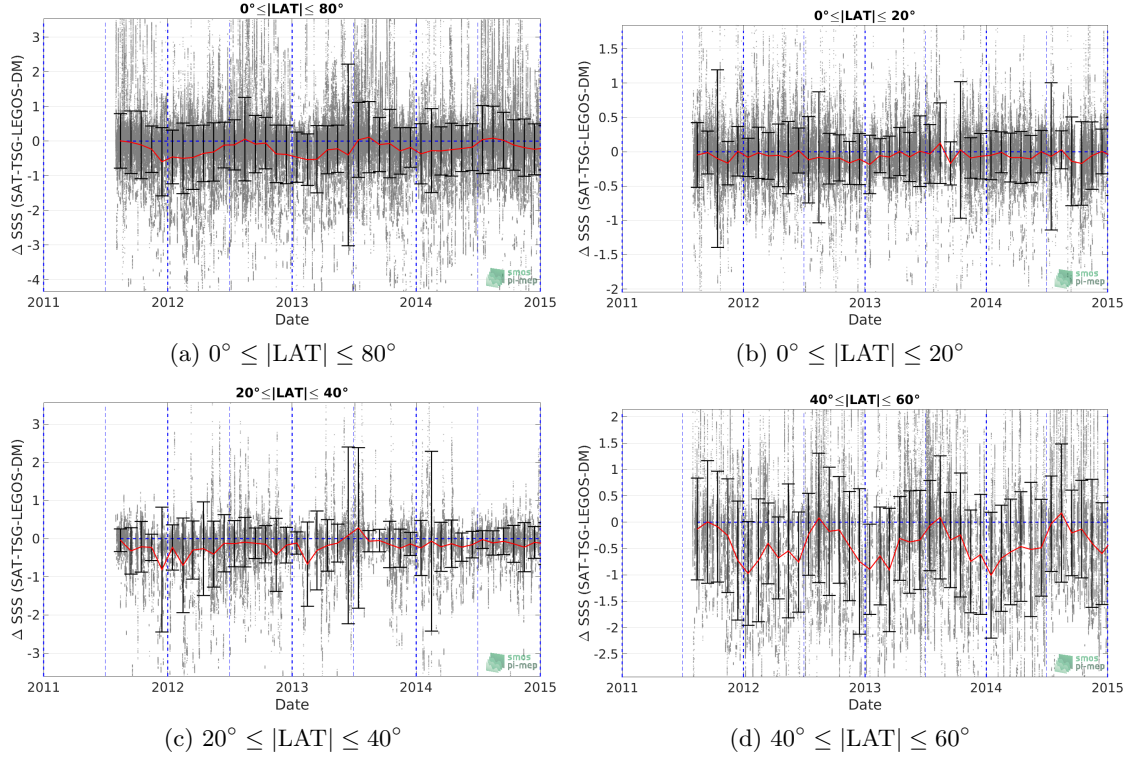 0°≤|LAT|≤ 80°
Δ SSS (SAT-TSG-LEGOS-DM)
3
2
1
0
-1
-2
-3
-4
2011 2012 2013 2014 2015
Date
smos
pi-mep
(a) 0° ≤ |LAT| ≤ 80°
0°≤|LAT|≤ 20°
Δ SSS (SAT-TSG-LEGOS-DM)
1.5
1
0.5
0
-0.5
-1
-1.5
-2
2011 2012 2013 2014 2015
Date
smos
pi-mep
(b) 0° ≤ |LAT| ≤ 20°
20°≤|LAT|≤ 40°
Δ SSS (SAT-TSG-LEGOS-DM)
3
2
1
0
-1
-2
-3
2011 2012 2013 2014 2015
Date
smos
pi-mep
(c) 20° ≤ |LAT| ≤ 40°
40°≤|LAT|≤ 60°
Δ SSS (SAT-TSG-LEGOS-DM)
2
1.5
1
0.5
0
-0.5
-1
-1.5
-2
-2.5
2011 2012 2013 2014 2015
Date
smos
pi-mep
(d) 40° ≤ |LAT| ≤ 60°